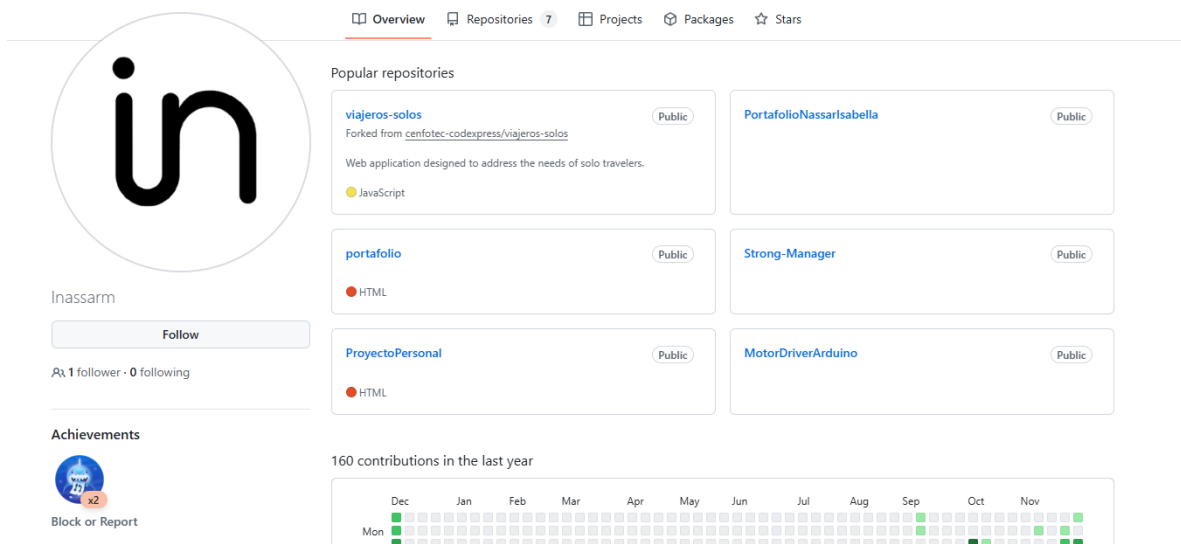 Overview Repositories 7 Projects Packages Stars
in
Inassarm
Follow
1 follower · 0 following
Achievements
x2
Block or Report
Popular repositories
viajeros-solos Public
Forked from cenfotec-codexpress/viajeros-solos
Web application designed to address the needs of solo travelers.
JavaScript
PortafolioNassarIsabella Public
portafolio Public
HTML
Strong-Manager Public
ProyectoPersonal Public
HTML
MotorDriverArduino Public
160 contributions in the last year
Dec Jan Feb Mar Apr May Jun Jul Aug Sep Oct Nov
Mon